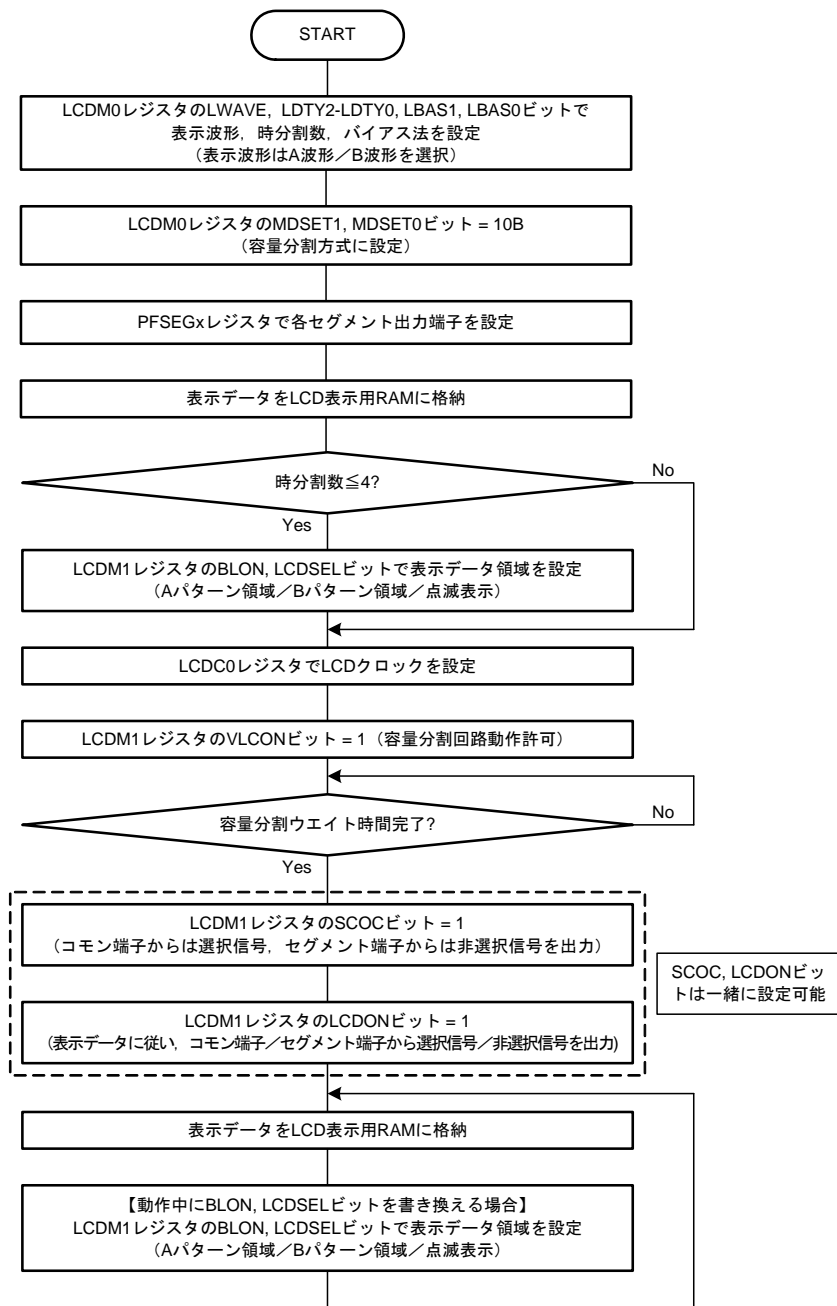 START
LCDM0レジスタのLWAVE, LDTY2-LDTY0, LBAS1, LBAS0ビットで
表示波形，時分割数，バイアス法を設定
（表示波形はA波形／B波形を選択）
LCDM0レジスタのMDSET1, MDSET0ビット = 10B
（容量分割方式に設定）
PFSEGxレジスタで各セグメント出力端子を設定
表示データをLCD表示用RAMに格納
時分割数≦4?
No
Yes
LCDM1レジスタのBLON, LCDSELビットで表示データ領域を設定
（Aパターン領域／Bパターン領域／点滅表示）
LCDC0レジスタでLCDクロックを設定
LCDM1レジスタのVLCONビット = 1（容量分割回路動作許可）
容量分割ウエイト時間完了?
No
Yes
LCDM1レジスタのSCOCビット = 1
（コモン端子からは選択信号，セグメント端子からは非選択信号を出力）
SCOC, LCDONビッ
トは一緒に設定可能
LCDM1レジスタのLCDONビット = 1
(表示データに従い，コモン端子／セグメント端子から選択信号／非選択信号を出力)
表示データをLCD表示用RAMに格納
【動作中にBLON, LCDSELビットを書き換える場合】
LCDM1レジスタのBLON, LCDSELビットで表示データ領域を設定
（Aパターン領域／Bパターン領域／点滅表示）